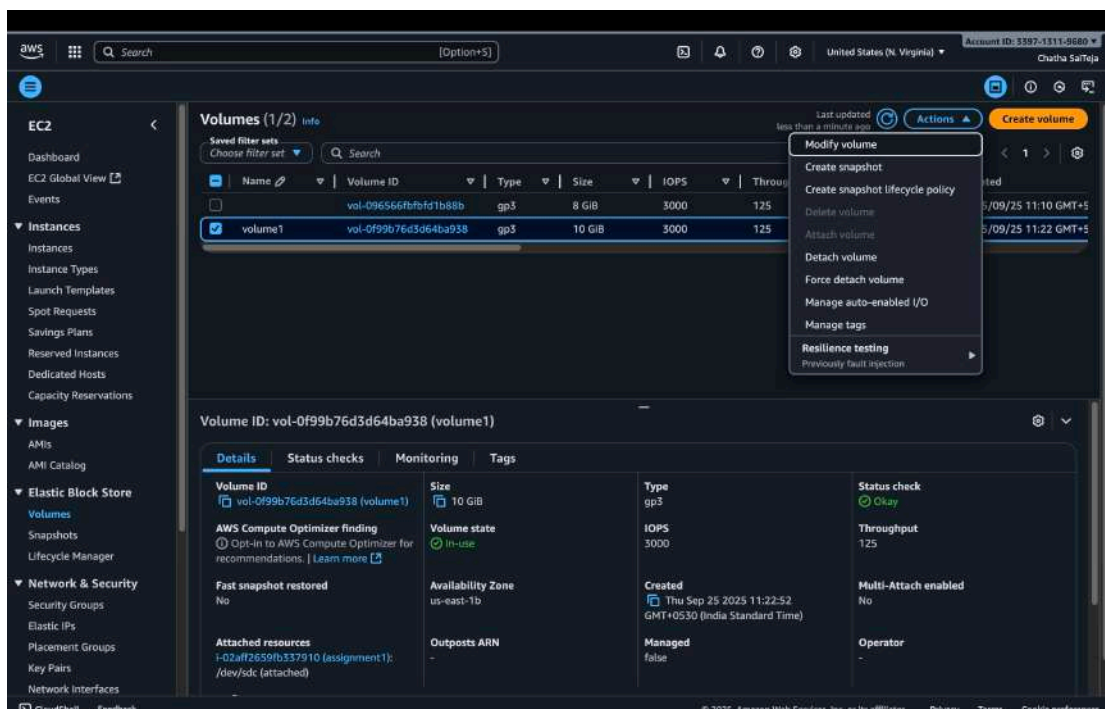 aws
Search [Option+S]
United States (N. Virginia)
Account ID: 3397-1311-9680
Chatha SaiTeja
EC2
Dashboard
EC2 Global View
Events
Instances
Instances
Instance Types
Launch Templates
Spot Requests
Savings Plans
Reserved Instances
Dedicated Hosts
Capacity Reservations
Images
AMIs
AMI Catalog
Elastic Block Store
Volumes
Snapshots
Lifecycle Manager
Network & Security
Security Groups
Elastic IPs
Placement Groups
Key Pairs
Network Interfaces
Volumes (1/2) Info
Last updated
less than a minute ago
Actions
Create volume
Saved filter sets
Choose filter set
Search
1
Name Volume ID Type Size IOPS Throug ted
vol-096566fbfbfd1b88b gp3 8 GiB 3000 125 5/09/25 11:10 GMT+5
volume1 vol-0f99b76d3d64ba938 gp3 10 GiB 3000 125 5/09/25 11:22 GMT+5
Modify volume
Create snapshot
Create snapshot lifecycle policy
Delete volume
Attach volume
Detach volume
Force detach volume
Manage auto-enabled I/O
Manage tags
Resilience testing
Previously fault injection
Volume ID: vol-0f99b76d3d64ba938 (volume1)
Details Status checks Monitoring Tags
Volume ID
vol-0f99b76d3d64ba938 (volume1)
Size
10 GiB
Type
gp3
Status check
Okay
AWS Compute Optimizer finding
Opt-in to AWS Compute Optimizer for
recommendations. | Learn more
Volume state
In-use
IOPS
3000
Throughput
125
Fast snapshot restored
No
Availability Zone
us-east-1b
Created
Thu Sep 25 2025 11:22:52
GMT+0530 (India Standard Time)
Multi-Attach enabled
No
Attached resources
i-02aff2659fb337910 (assignment1):
/dev/sdc (attached)
Outposts ARN
-
Managed
false
Operator
-
CloudShell Feedback
© 2025, Amazon Web Services, Inc. or its affiliates. Privacy Terms Cookie preferences